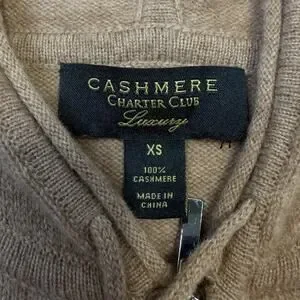 CASHMERE
CHARTER CLUB
Luxury
XS
100%
CASHMERE
MADE IN
CHINA